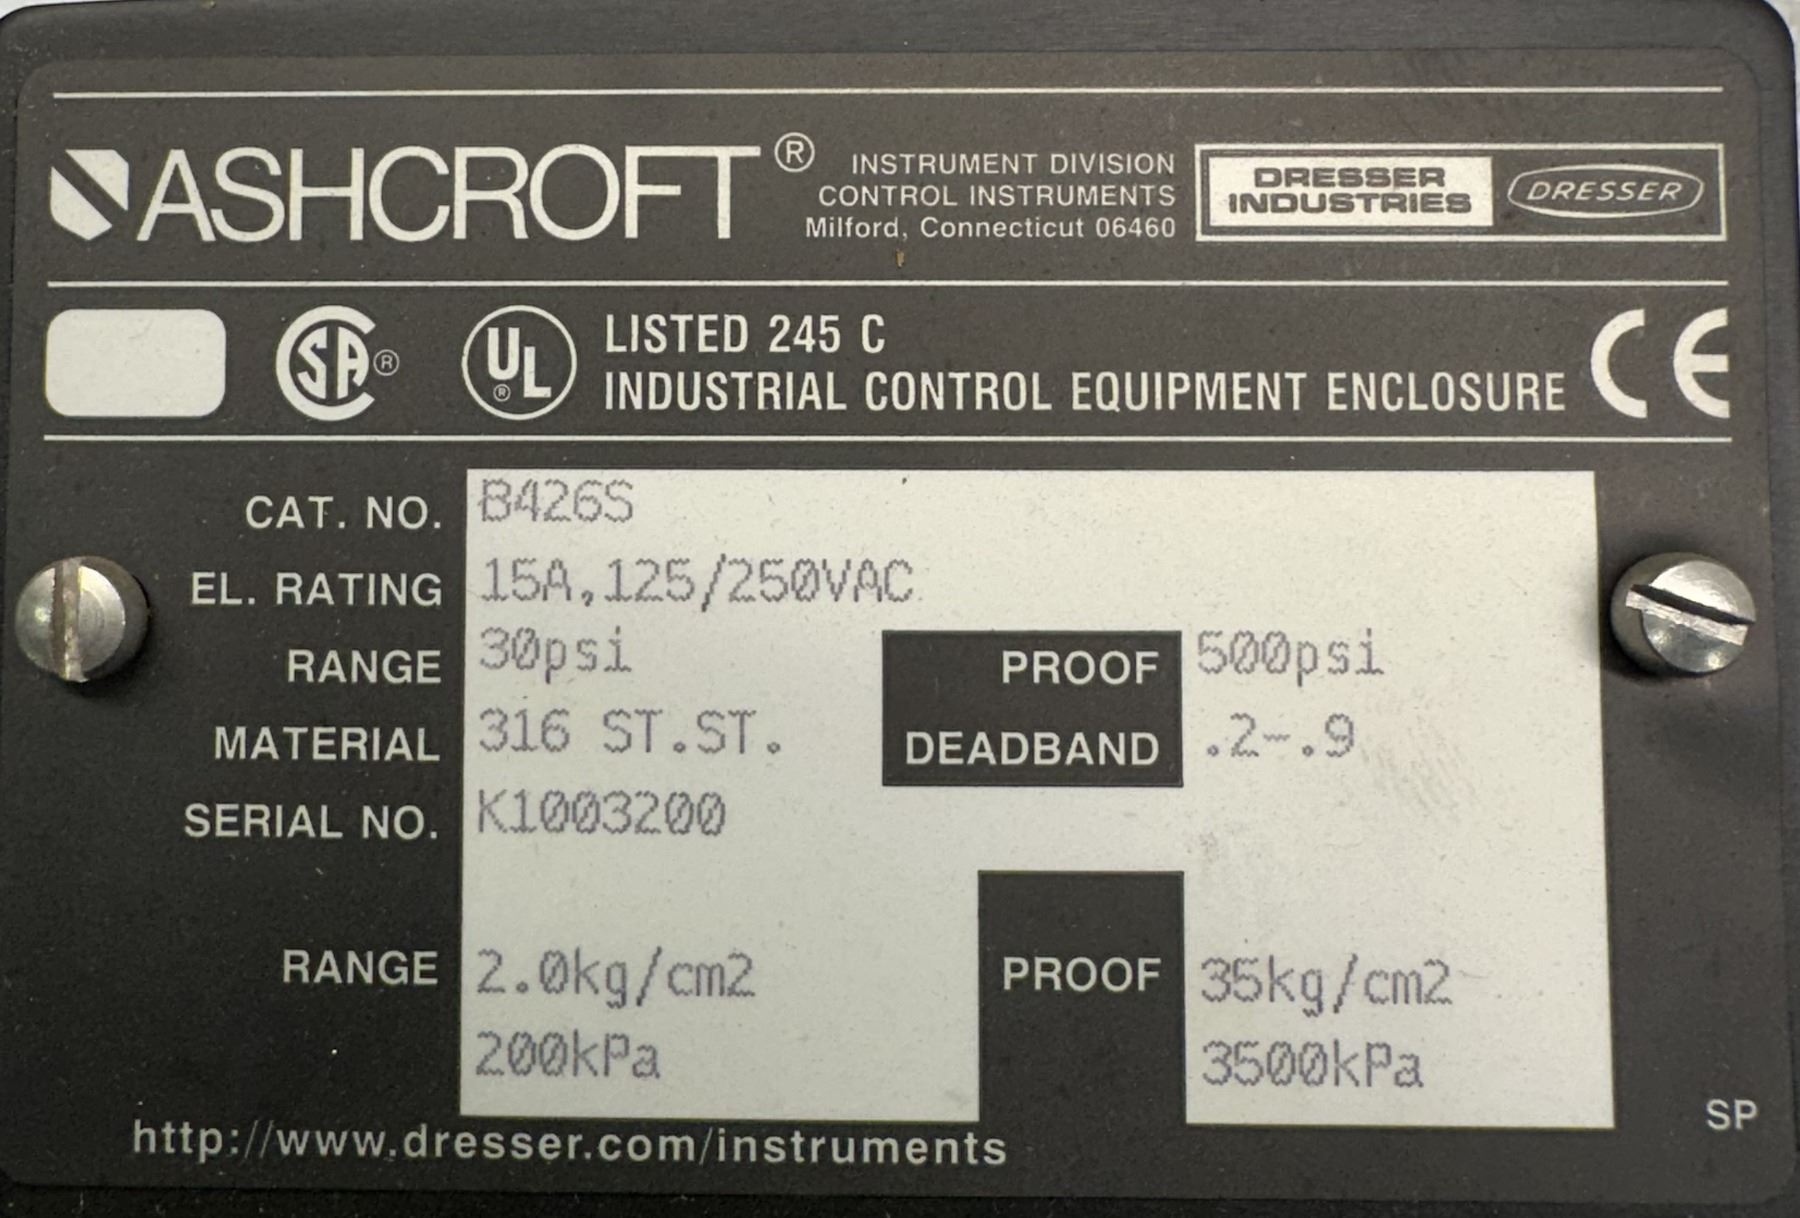 ASHCROFT®
INSTRUMENT DIVISION
CONTROL INSTRUMENTS
Milford, Connecticut 06460
DRESSER
INDUSTRIES
DRESSER
SA®
UL®
LISTED 245 C
INDUSTRIAL CONTROL EQUIPMENT ENCLOSURE
CE
CAT. NO. B426S
EL. RATING 15A,125/250VAC
RANGE 30psi PROOF 500psi
MATERIAL 316 ST.ST. DEADBAND .2-.9
SERIAL NO. K1003200
RANGE 2.0kg/cm2 PROOF 35kg/cm2
200kPa 3500kPa
SP
http://www.dresser.com/instruments